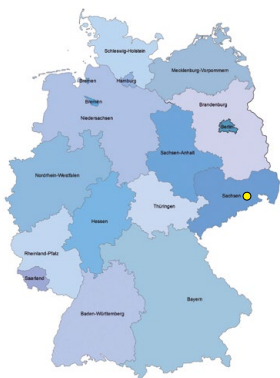 Schleswig-Holstein
Mecklenburg-Vorpommern
Bremen
Hamburg
Bremen
Brandenburg
Berlin
Niedersachsen
Sachsen-Anhalt
Nordrhein-Westfalen
Sachsen
Hessen
Thüringen
Rheinland-Pfalz
Saarland
Bayern
Baden-Württemberg